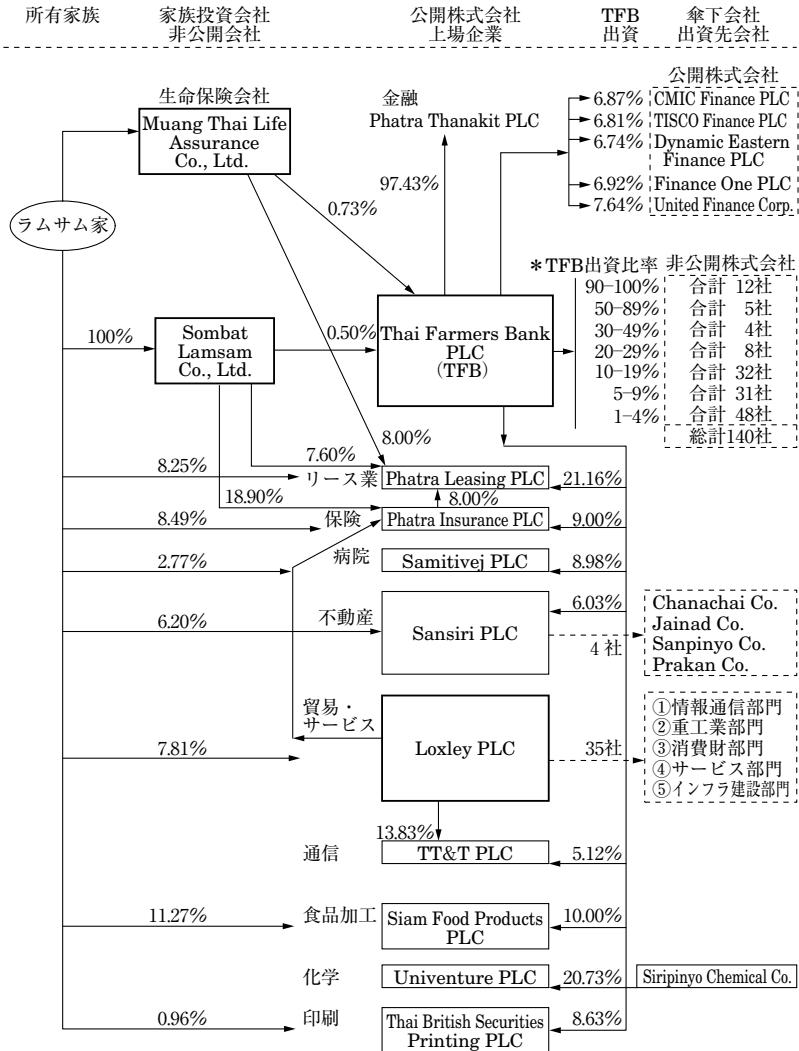 所有家族
家族投資会社
非公開会社
公開株式会社
上場企業
TFB
出資
傘下会社
出資先会社
生命保険会社
Muang Thai Life
Assurance
Co., Ltd.
金融
Phatra Thanakit PLC
公開株式会社
6.87% CMIC Finance PLC
6.81% TISCO Finance PLC
6.74% Dynamic Eastern
Finance PLC
6.92% Finance One PLC
7.64% United Finance Corp.
97.43%
0.73%
ラムサム家
*TFB出資比率 非公開株式会社
90–100% 合計 12社
50–89% 合計 5社
30–49% 合計 4社
20–29% 合計 8社
10–19% 合計 32社
5–9% 合計 31社
1–4% 合計 48社
総計140社
100%
Sombat
Lamsam
Co., Ltd.
0.50%
Thai Farmers Bank
PLC
(TFB)
8.00%
7.60%
8.25%
リース業
Phatra Leasing PLC
21.16%
18.90%
8.00%
8.49%
保険
Phatra Insurance PLC
9.00%
2.77%
病院
Samitivej PLC
8.98%
6.20%
不動産
Sansiri PLC
6.03%
4社
Chanachai Co.
Jainad Co.
Sanpinyo Co.
Prakan Co.
貿易・
サービス
7.81%
Loxley PLC
35社
①情報通信部門
②重工業部門
③消費財部門
④サービス部門
⑤インフラ建設部門
13.83%
通信
TT&T PLC
5.12%
11.27%
食品加工
Siam Food Products
PLC
10.00%
化学
Univenture PLC
20.73%
Siripinyo Chemical Co.
0.96%
印刷
Thai British Securities
Printing PLC
8.63%